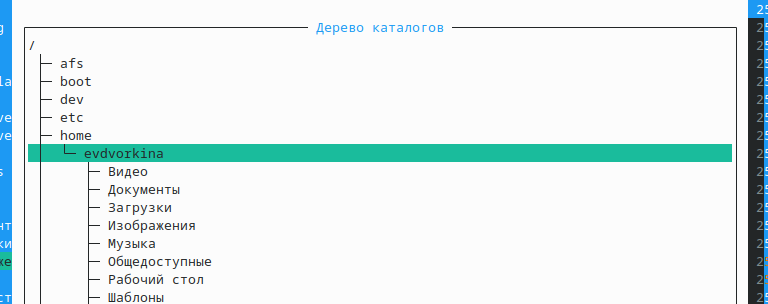 Дерево каталогов
/
afs
boot
dev
etc
home
evdvorkina
Видео
Документы
Загрузки
Изображения
Музыка
Общедоступные
Рабочий стол
Шаблоны